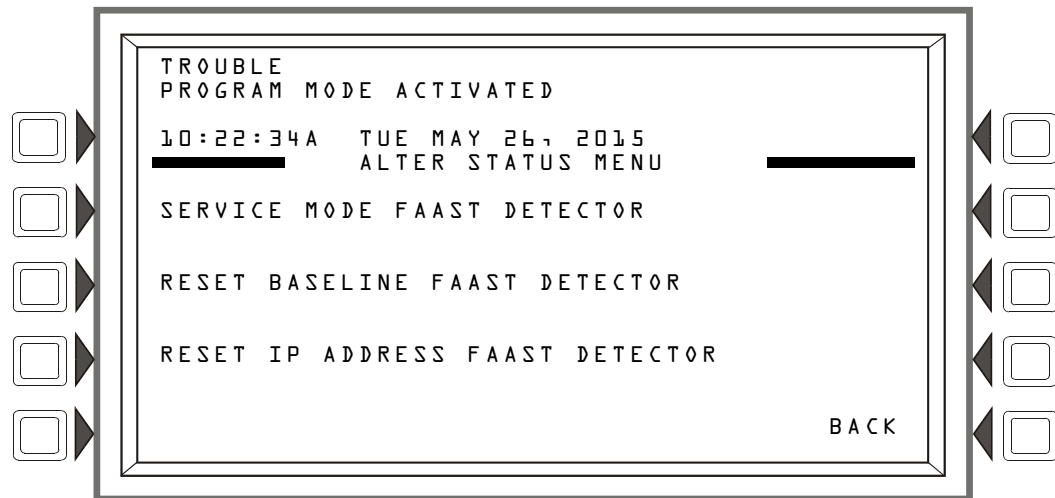 TROUBLE
PROGRAM MODE ACTIVATED
10:22:34A TUE MAY 26, 2015
ALTER STATUS MENU
SERVICE MODE FAAST DETECTOR
RESET BASELINE FAAST DETECTOR
RESET IP ADDRESS FAAST DETECTOR
BACK